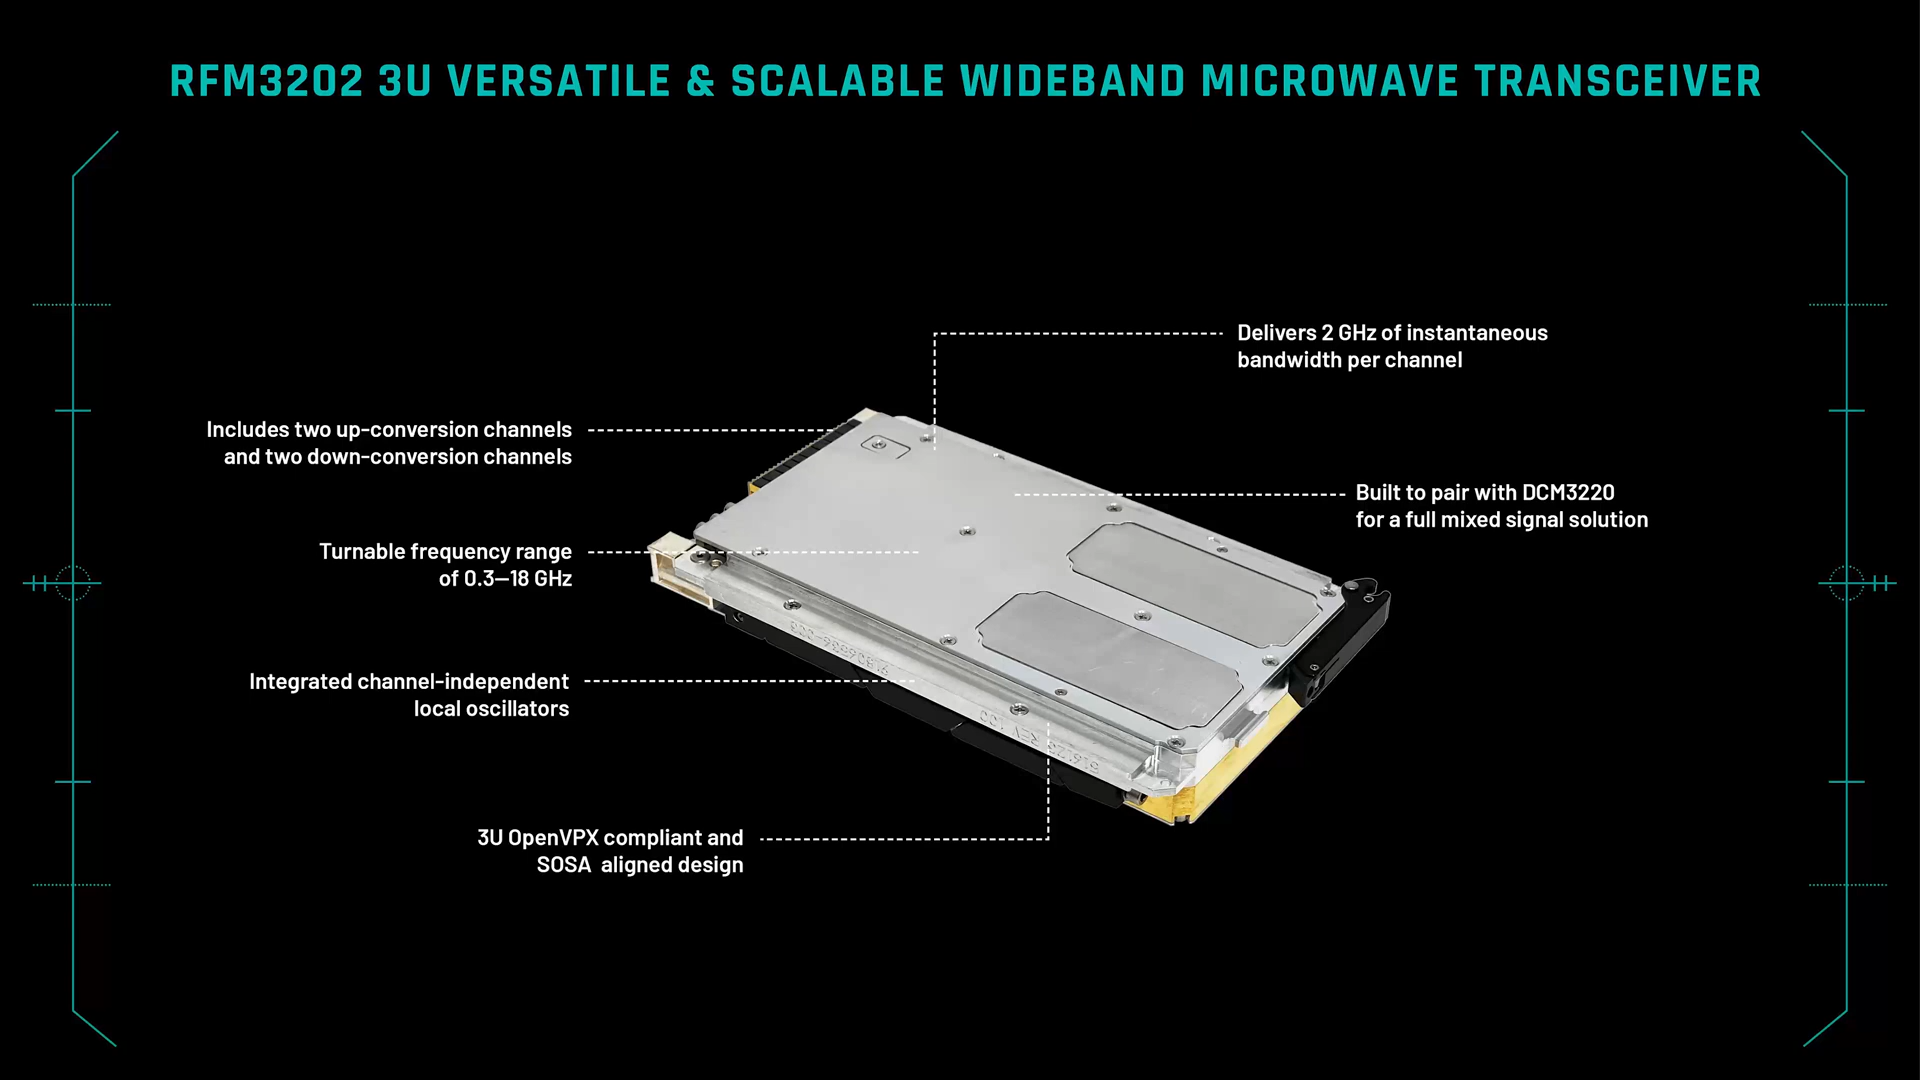 RFM3202 3U VERSATILE & SCALABLE WIDEBAND MICROWAVE TRANSCEIVER
Delivers 2 GHz of instantaneous
bandwidth per channel
Includes two up-conversion channels
and two down-conversion channels
Built to pair with DCM3220
for a full mixed signal solution
Turnable frequency range
of 0.3—18 GHz
Integrated channel-independent
local oscillators
3U OpenVPX compliant and
SOSA  aligned design